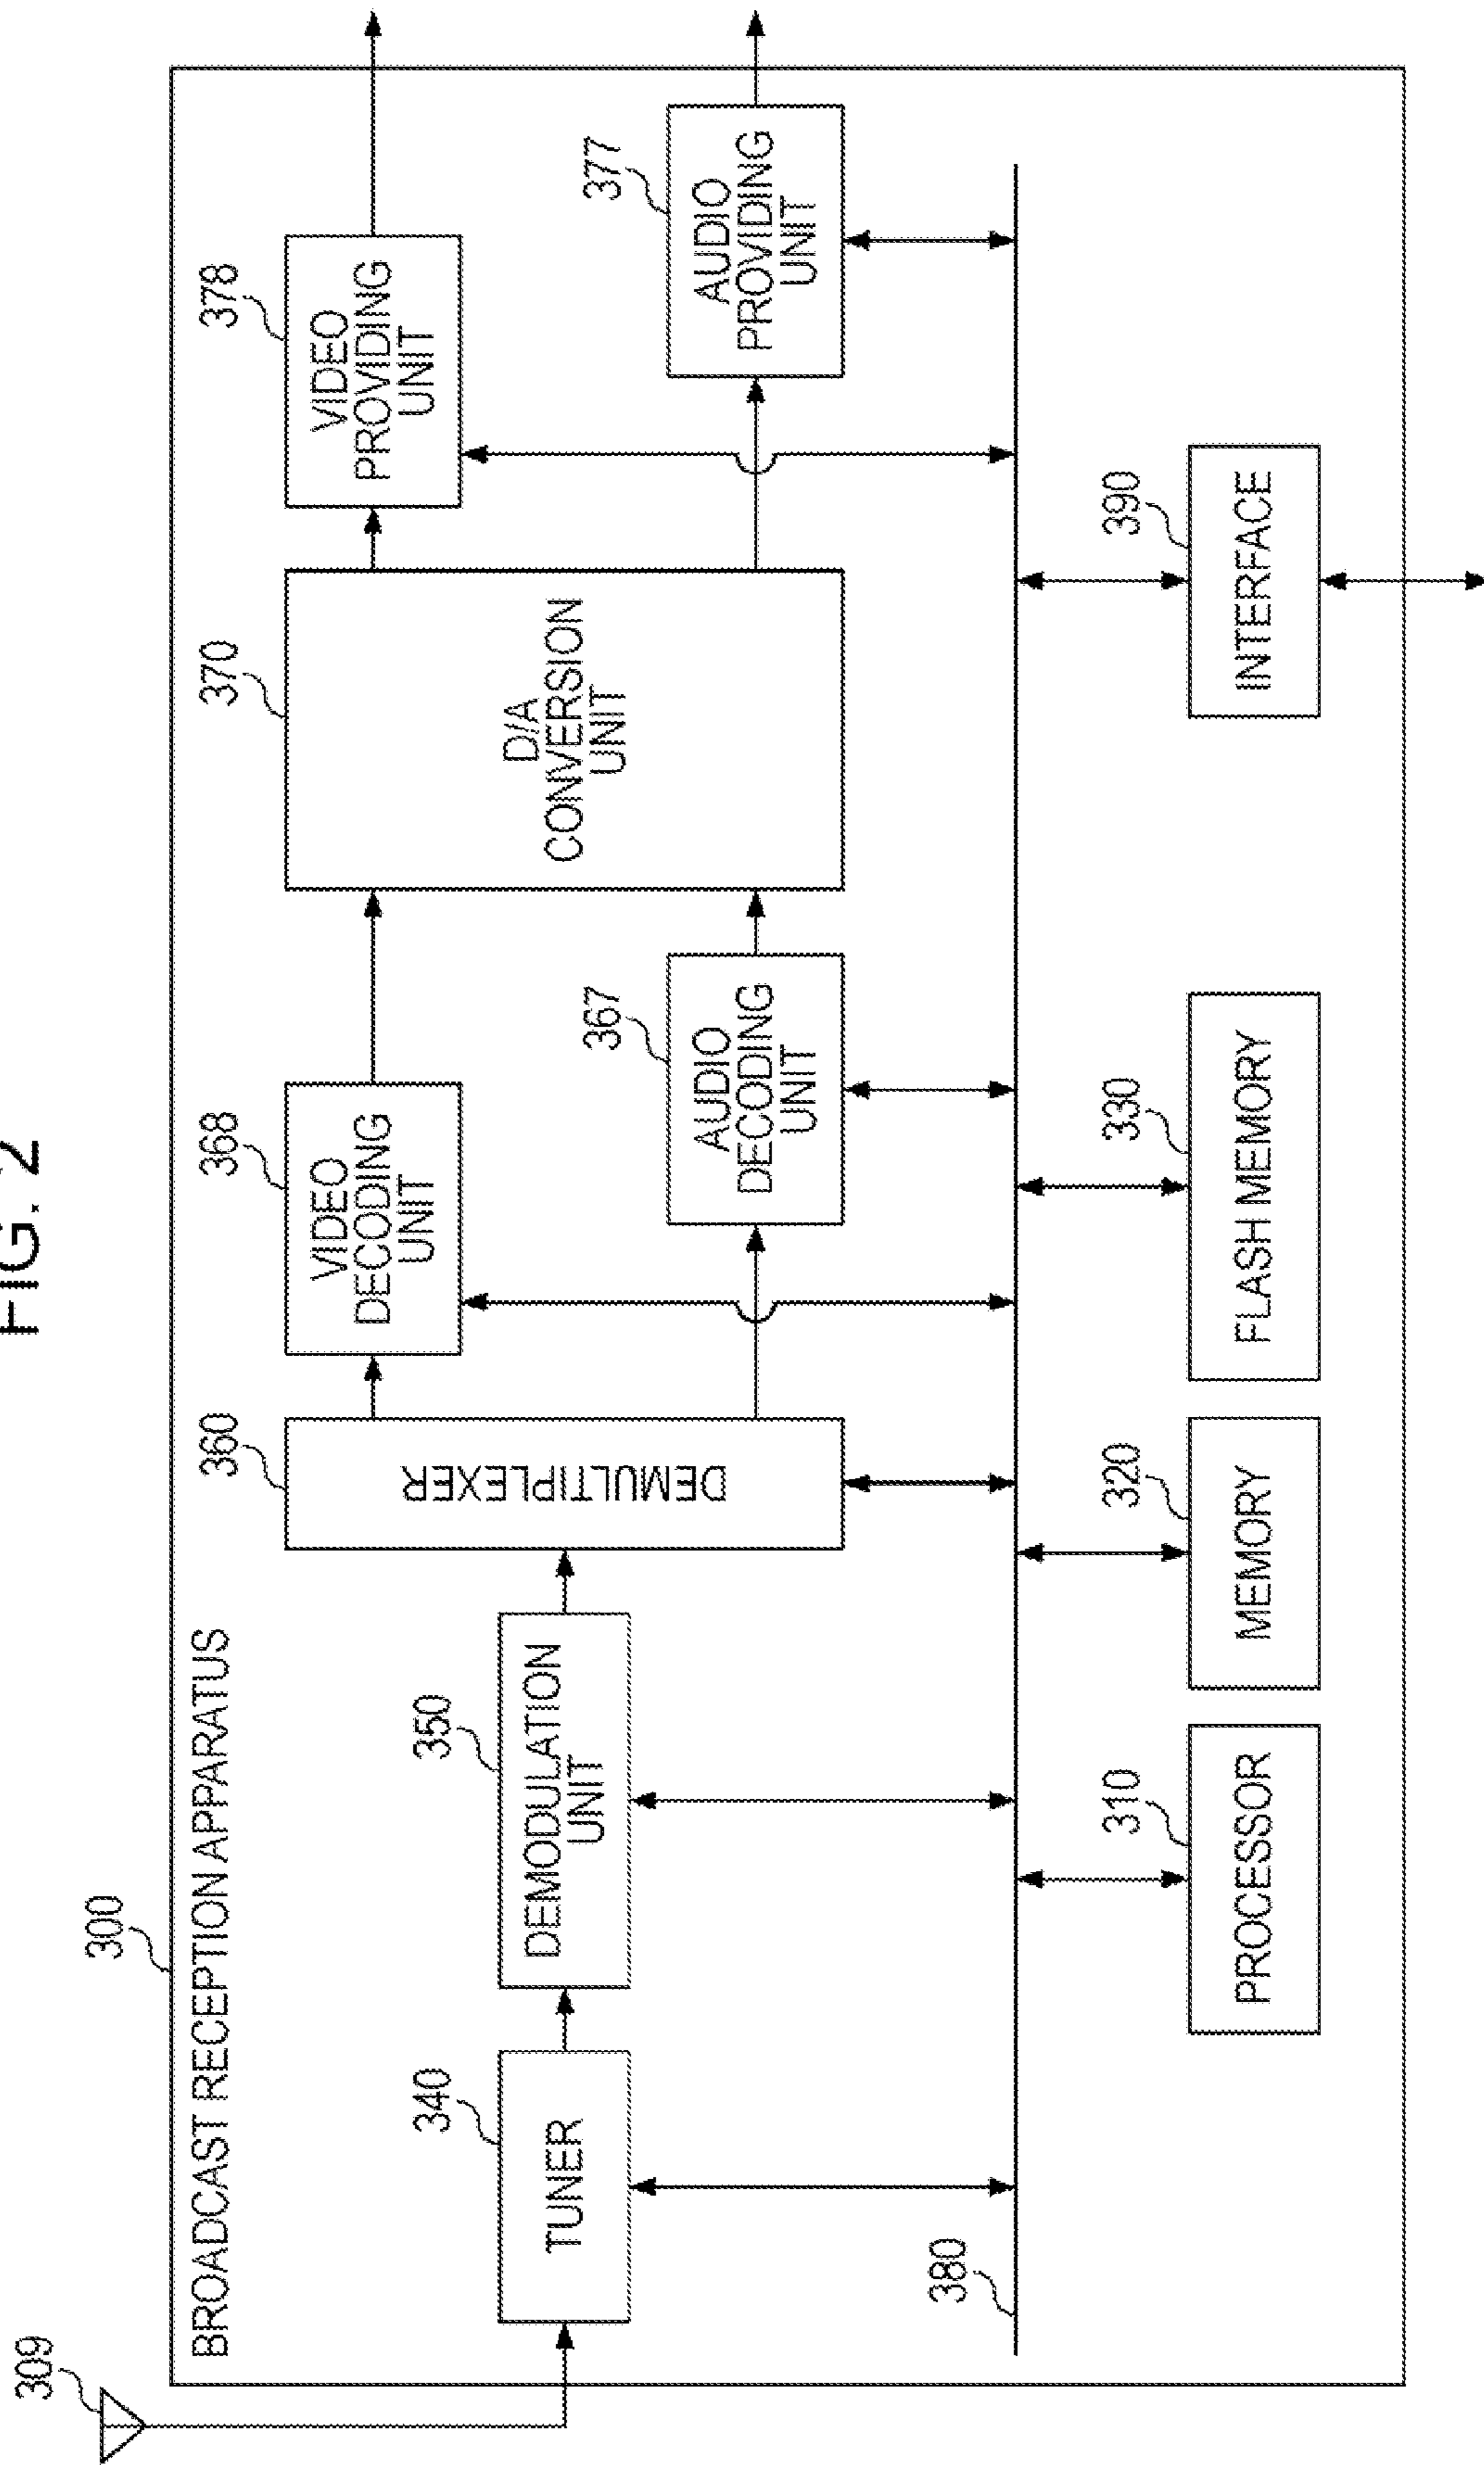 FIG. 2
309
300
BROADCAST RECEPTION APPARATUS
340
TUNER
350
DEMODULATION
UNIT
360
DEMULTIPLEXER
368
VIDEO
DECODING
UNIT
367
AUDIO
DECODING
UNIT
370
D/A
CONVERSION
UNIT
378
VIDEO
PROVIDING
UNIT
377
AUDIO
PROVIDING
UNIT
380
310
PROCESSOR
320
MEMORY
330
FLASH MEMORY
390
INTERFACE